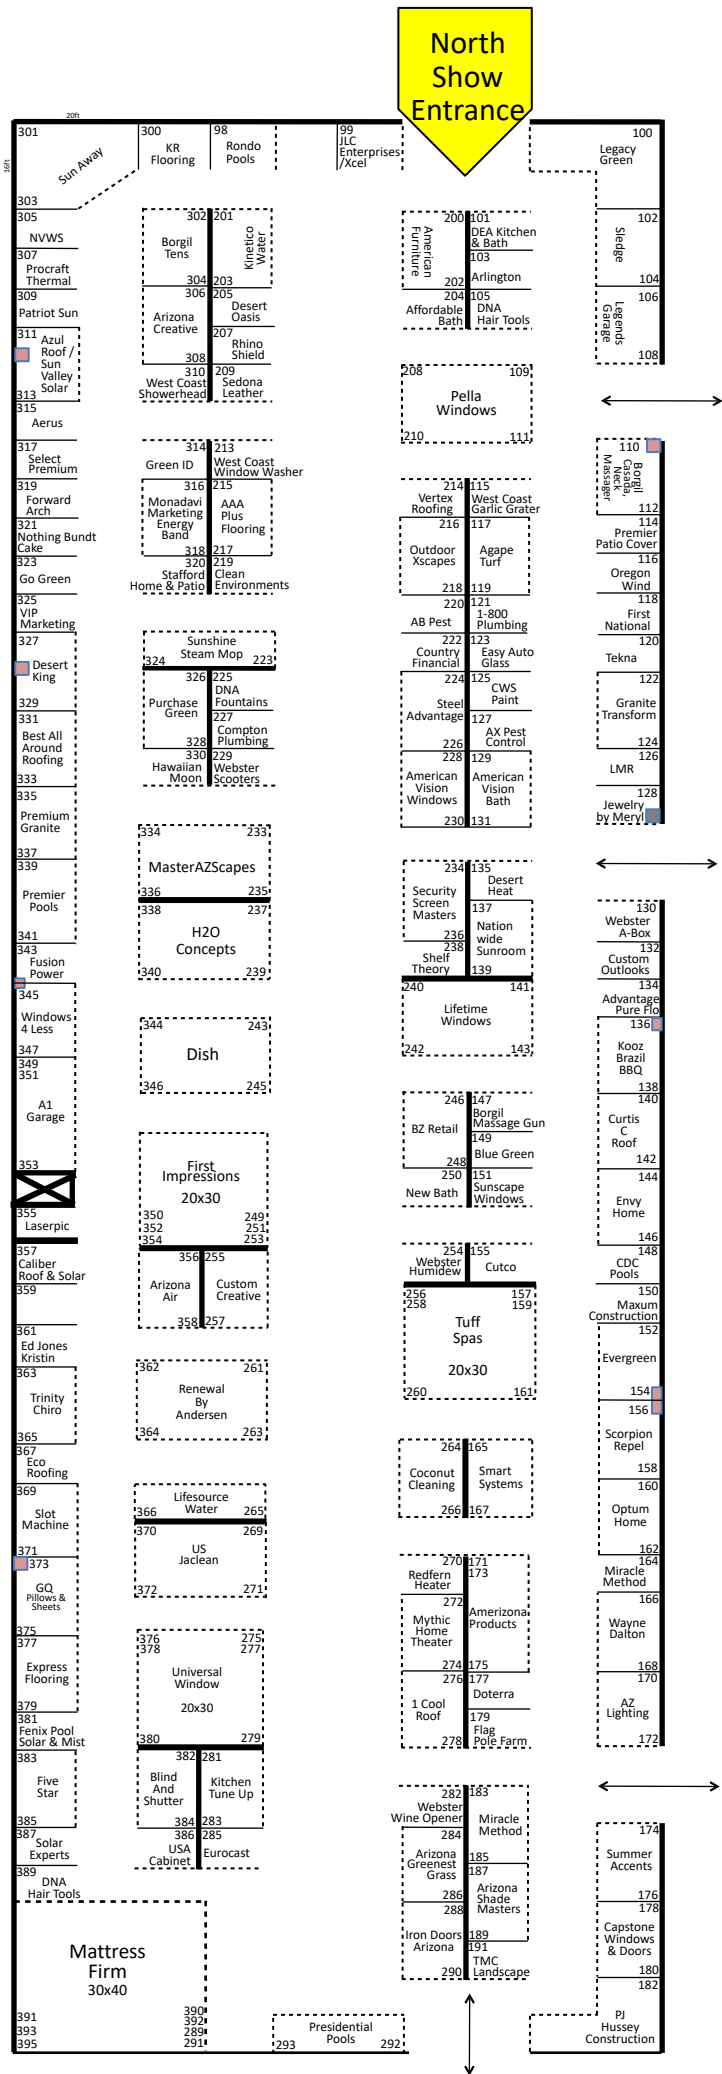 North
Show
Entrance
20ft
16ft
301
Sun Away
303
300
KR
Flooring
98
Rondo
Pools
99
JLC
Enterprises
/Xcel
100
Legacy
Green
305
NVWS
307
Procraft
Thermal
309
Patriot Sun
311
Azul
Roof /
Sun
Valley
Solar
313
315
Aerus
317
Select
Premium
319
Forward
Arch
321
Nothing Bundt
Cake
323
Go Green
325
VIP
Marketing
327
Desert
King
329
331
Best All
Around
Roofing
333
335
Premium
Granite
337
339
Premier
Pools
341
343
Fusion
Power
345
Windows
4 Less
347
349
351
A1
Garage
353
355
Laserpic
357
Caliber
Roof & Solar
359
361
Ed Jones
Kristin
363
Trinity
Chiro
365
367
Eco
Roofing
369
Slot
Machine
371
373
GQ
Pillows &
Sheets
375
377
Express
Flooring
379
381
Fenix Pool
Solar & Mist
383
Five
Star
385
387
Solar
Experts
389
DNA
Hair Tools
Mattress
Firm
30x40
391
393
395
390
392
289
291
302 201
Borgil
Tens
Kinetico
Water
304 203
306 205
Arizona
Creative
Desert
Oasis
207
Rhino
Shield
308
310 209
West Coast
Showerhead
Sedona
Leather
314 213
Green ID
West Coast
Window Washer
316 215
Monadavi
Marketing
Energy
Band
AAA
Plus
Flooring
318 217
320 219
Stafford
Home & Patio
Clean
Environments
Sunshine
Steam Mop
324 223
326 225
Purchase
Green
DNA
Fountains
227
Compton
Plumbing
328
330 229
Hawaiian
Moon
Webster
Scooters
334 233
MasterAZScapes
336 235
338 237
H2O
Concepts
340 239
344 243
Dish
346 245
First
Impressions
20x30
350 249
352 251
354 253
356 255
Arizona
Air
Custom
Creative
358 257
362 261
Renewal
By
Andersen
364 263
Lifesource
Water
366 265
370 269
US
Jaclean
372 271
376 275
378 277
Universal
Window
20x30
380 279
382 281
Blind
And
Shutter
Kitchen
Tune Up
384 283
386 285
USA
Cabinet
Eurocast
200 101
American
Furniture
DEA Kitchen
& Bath
103
Arlington
202
204 105
Affordable
Bath
DNA
Hair Tools
208 109
Pella
Windows
210 111
214 115
Vertex
Roofing
West Coast
Garlic Grater
216 117
Outdoor
Xscapes
Agape
Turf
218 119
220 121
AB Pest
1-800
Plumbing
222 123
Country
Financial
Easy Auto
Glass
224 125
Steel
Advantage
CWS
Paint
127
AX Pest
Control
226
228 129
American
Vision
Windows
American
Vision
Bath
230 131
234 135
Security
Screen
Masters
Desert
Heat
137
Nation
wide
Sunroom
236
238
Shelf
Theory
139
240 141
Lifetime
Windows
242 143
246 147
BZ Retail
Borgil
Massage Gun
149
Blue Green
248
250 151
New Bath
Sunscape
Windows
254 155
Webster
Humidew
Cutco
256 157
258 159
Tuff
Spas
20x30
260 161
264 165
Coconut
Cleaning
Smart
Systems
266 167
270 171
Redfern
Heater
173
272
Mythic
Home
Theater
Amerizona
Products
274 175
276 177
1 Cool
Roof
Doterra
179
Flag
Pole Farm
278
282 183
Webster
Wine Opener
Miracle
Method
284
Arizona
Greenest
Grass
185
187
Arizona
Shade
Masters
286
288
Iron Doors
Arizona
189
191
TMC
Landscape
290
Presidential
Pools
293 292
102
Sledge
104
106
Legends
Garage
108
110
Borgil
Casada,
Neck
Massager
112
114
Premier
Patio Cover
116
Oregon
Wind
118
First
National
120
Tekna
122
Granite
Transform
124
126
LMR
128
Jewelry
by Meryl
130
Webster
A-Box
132
Custom
Outlooks
134
Advantage
Pure Flo
136
Kooz
Brazil
BBQ
138
140
Curtis
C
Roof
142
144
Envy
Home
146
148
CDC
Pools
150
Maxum
Construction
152
Evergreen
154
156
Scorpion
Repel
158
160
Optum
Home
162
164
Miracle
Method
166
Wayne
Dalton
168
170
AZ
Lighting
172
174
Summer
Accents
176
178
Capstone
Windows
& Doors
180
182
PJ
Hussey
Construction